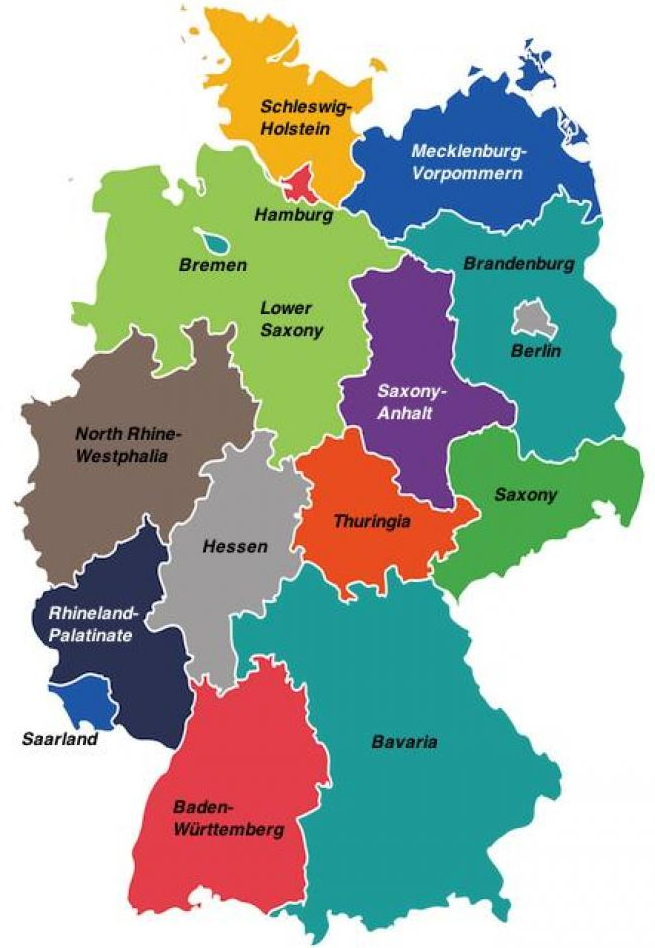 Schleswig-
Holstein
Mecklenburg-
Vorpommern
Hamburg
Bremen
Brandenburg
Lower
Saxony
Berlin
Saxony-
Anhalt
North Rhine-
Westphalia
Saxony
Thuringia
Hessen
Rhineland-
Palatinate
Saarland
Bavaria
Baden-
Württemberg